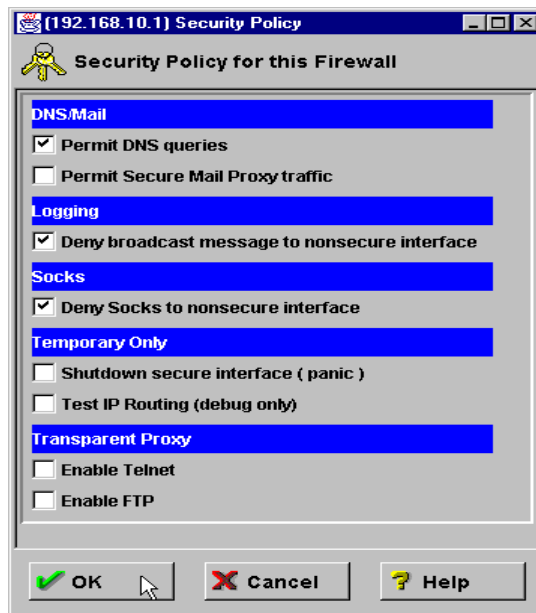 (192.168.10.1) Security Policy
Security Policy for this Firewall
DNS/Mail
Permit DNS queries
Permit Secure Mail Proxy traffic
Logging
Deny broadcast message to nonsecure interface
Socks
Deny Socks to nonsecure interface
Temporary Only
Shutdown secure interface ( panic )
Test IP Routing (debug only)
Transparent Proxy
Enable Telnet
Enable FTP
OK Cancel Help